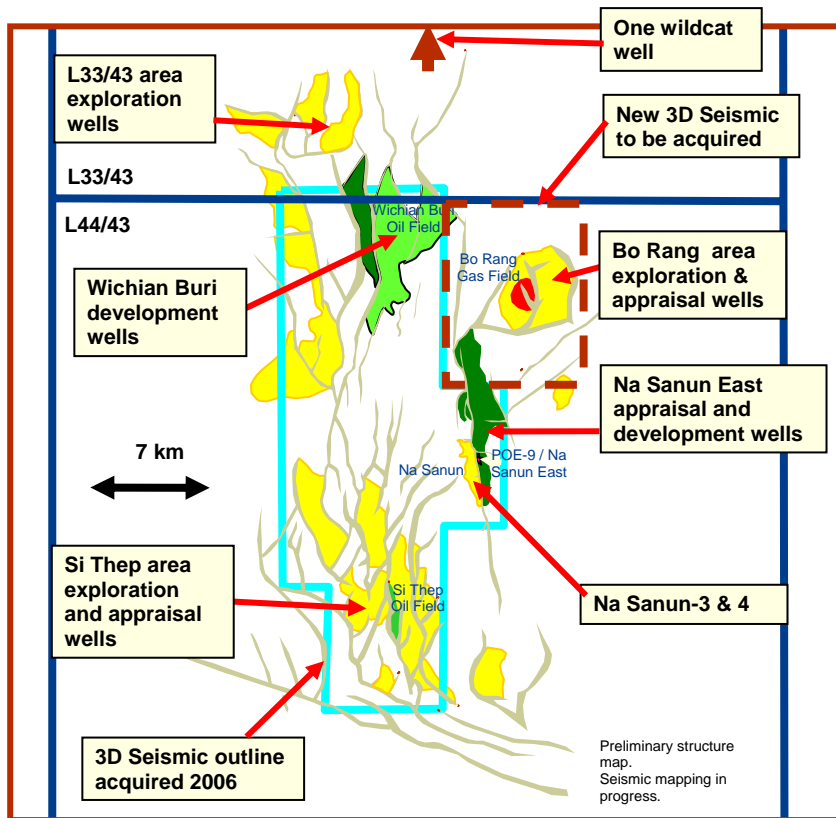 One wildcat
well
L33/43 area
exploration
wells
New 3D Seismic
to be acquired
L33/43
L44/43
Wichian Buri
Oil Field
Bo Rang
Gas Field
Bo Rang  area
exploration &
appraisal wells
Wichian Buri
development
wells
Na Sanun East
appraisal and
development wells
7 km
Na Sanun
POE-9 / Na
Sanun East
Si Thep area
exploration
and appraisal
wells
Si Thep
Oil Field
Na Sanun-3 & 4
3D Seismic outline
acquired 2006
Preliminary structure
map.
Seismic mapping in
progress.